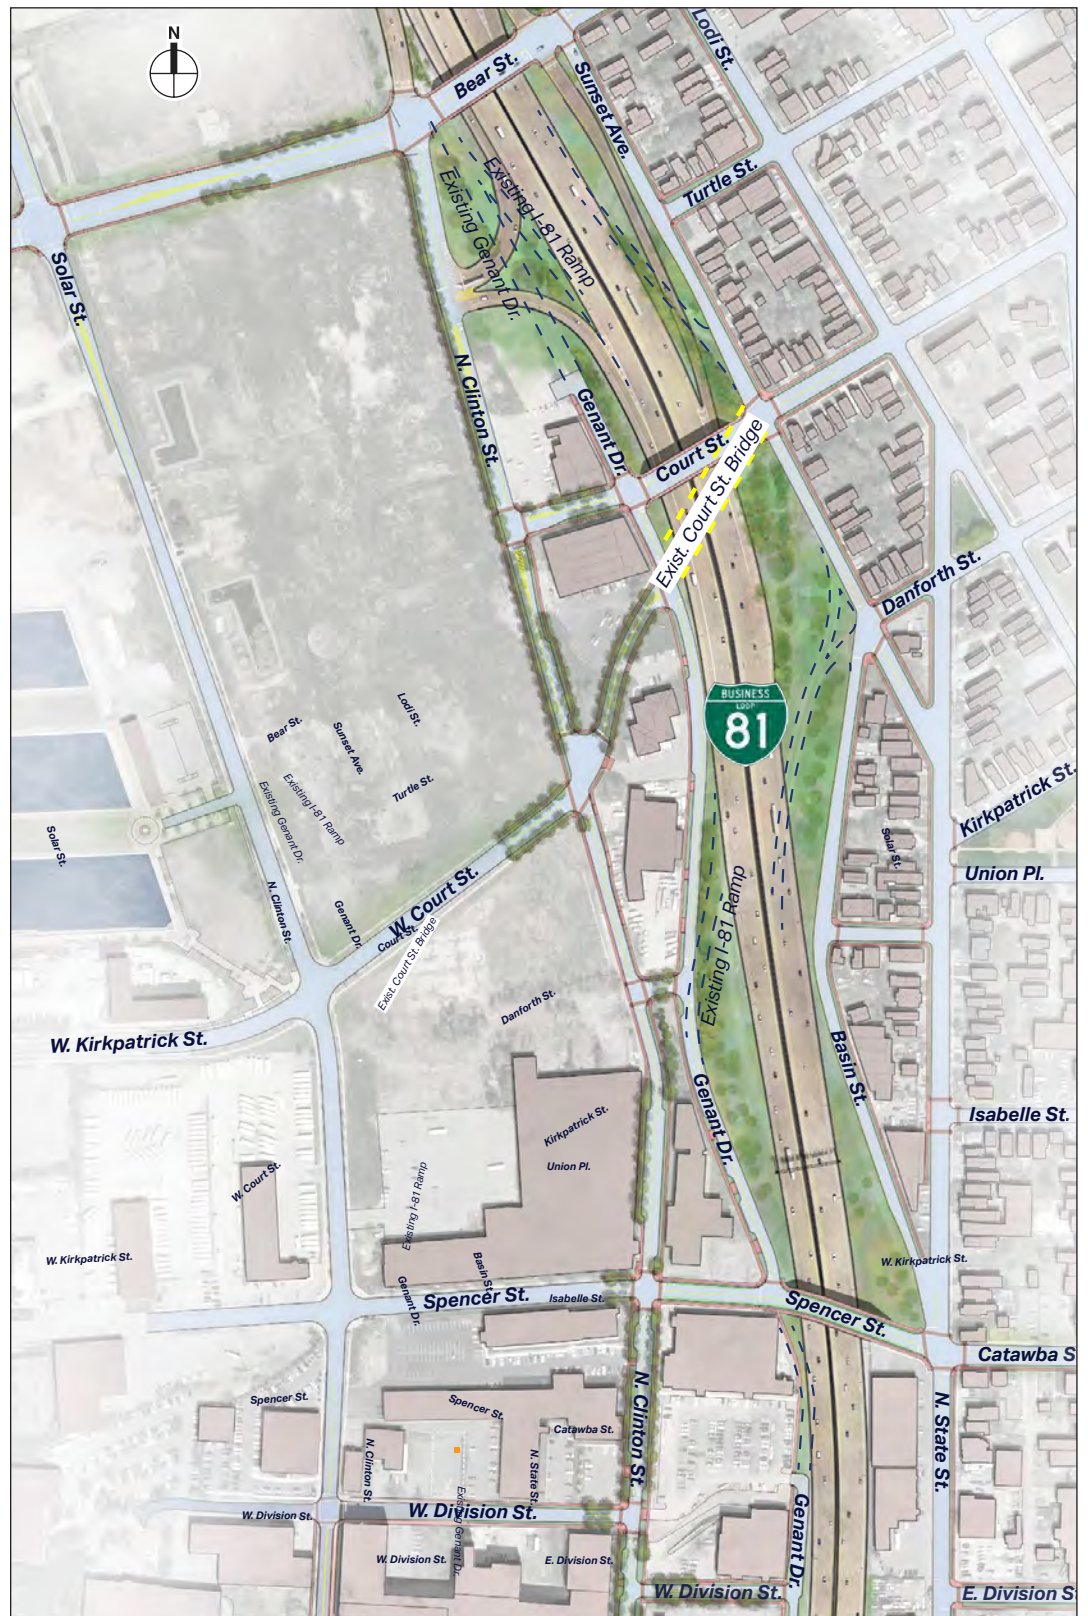 N
Bear St.
Lodi St.
Sunset Ave.
Turtle St.
Existing I-81 Ramp
Existing Genant Dr.
Solar St.
N. Clinton St.
Genant Dr.
Court St.
Exist. Court St. Bridge
Danforth St.
BUSINESS
LOOP
81
Lodi St.
Bear St.
Sunset Ave.
Turtle St.
Existing I-81 Ramp
Existing Genant Dr.
Kirkpatrick St.
Solar St.
Solar St.
Union Pl.
N. Clinton St.
Genant Dr.
W. Court St.
Court St.
Exist. Court St. Bridge
Existing I-81 Ramp
Danforth St.
W. Kirkpatrick St.
Basin St.
Genant Dr.
Isabelle St.
Kirkpatrick St.
Union Pl.
W. Court St.
Existing I-81 Ramp
W. Kirkpatrick St.
W. Kirkpatrick St.
Basin St.
Genant Dr.
Spencer St.
Isabelle St.
Spencer St.
Catawba S
Spencer St.
Spencer St.
N. Clinton St.
N. State St.
Catawba St.
N. Clinton St.
N. State St.
Existing Genant Dr.
W. Division St.
W. Division St.
Genant Dr.
W. Division St.
E. Division St.
W. Division St.
E. Division S